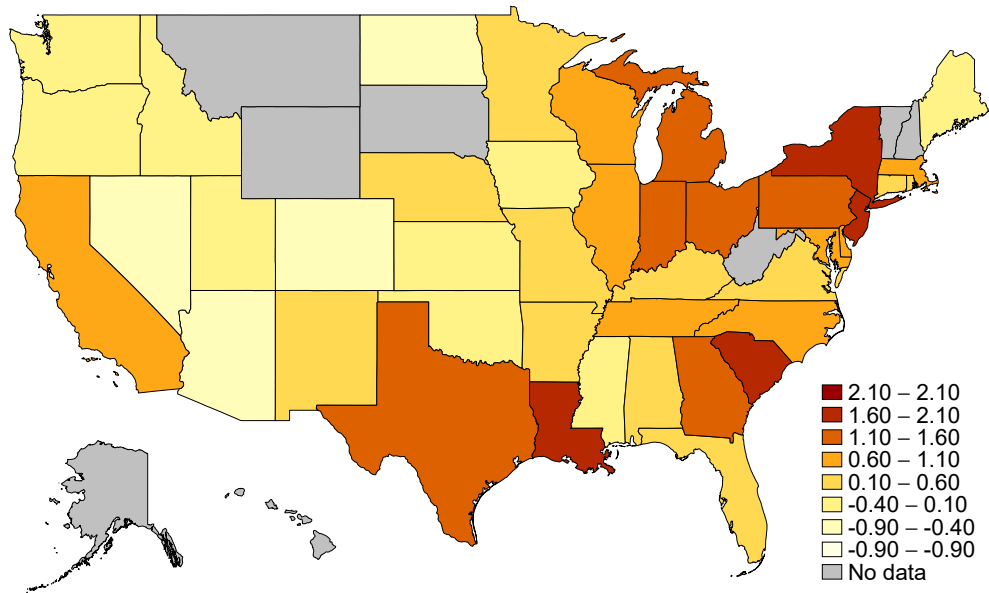 2.10 – 2.10
1.60 – 2.10
1.10 – 1.60
0.60 – 1.10
0.10 – 0.60
-0.40 – 0.10
-0.90 – -0.40
-0.90 – -0.90
No data